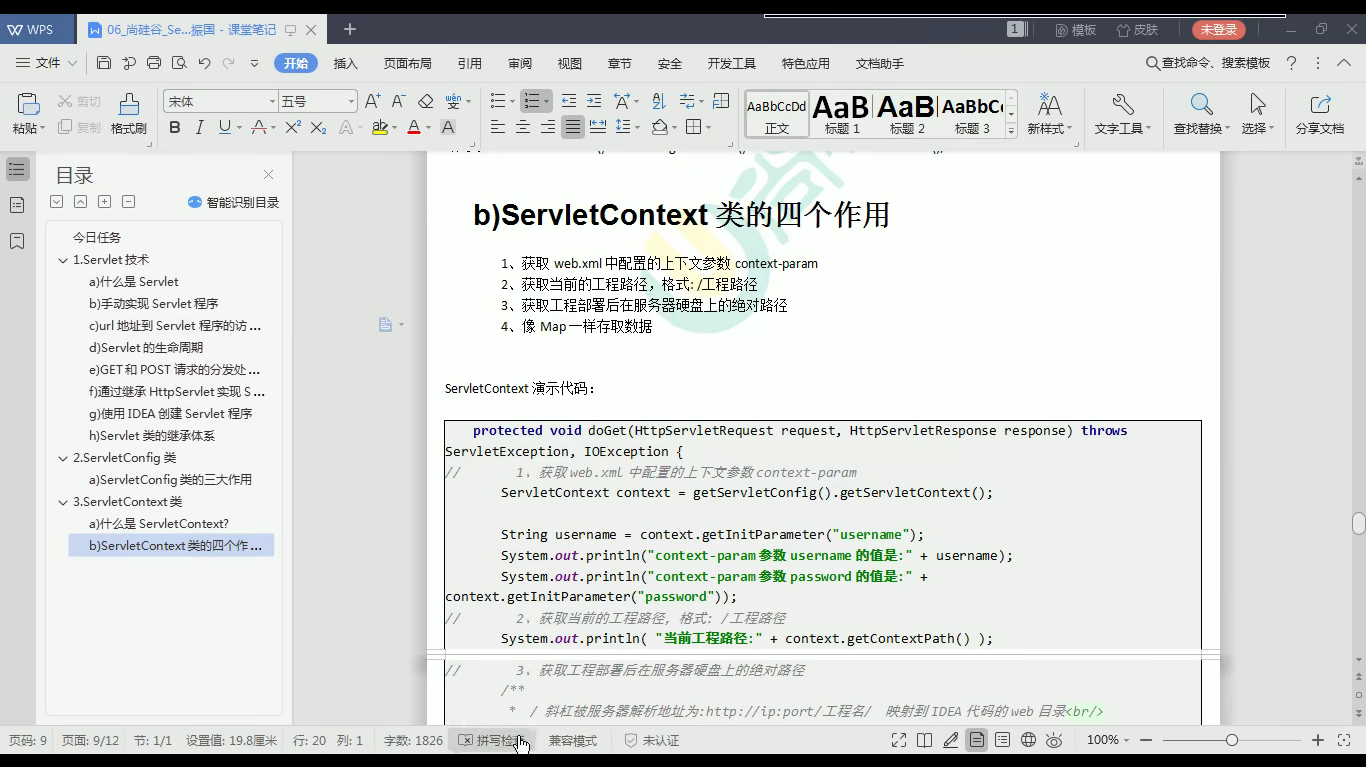 WPS
06_尚硅谷_Se...振国 - 课堂笔记
1
模板
皮肤
未登录
文件
开始
插入
页面布局
引用
审阅
视图
章节
安全
开发工具
特色应用
文档助手
查找命令、搜索模板
粘贴
剪切
复制
格式刷
宋体
五号
AaBbCcDd
正文
AaB
标题 1
AaBb
标题 2
AaBbC
标题 3
新样式
文字工具
查找替换
选择
分享文档
目录
智能识别目录
今日任务
1.Servlet 技术
a)什么是 Servlet
b)手动实现 Servlet 程序
c)url 地址到 Servlet 程序的访 ...
d)Servlet 的生命周期
e)GET 和 POST 请求的分发处 ...
f)通过继承 HttpServlet 实现 S ...
g)使用 IDEA 创建 Servlet 程序
h)Servlet 类的继承体系
2.ServletConfig 类
a)ServletConfig 类的三大作用
3.ServletContext 类
a)什么是 ServletContext?
b)ServletContext 类的四个作 ...
b)ServletContext 类的四个作用
1、获取 web.xml 中配置的上下文参数 context-param
2、获取当前的工程路径，格式: /工程路径
3、获取工程部署后在服务器硬盘上的绝对路径
4、像 Map 一样存取数据
ServletContext 演示代码：
protected void doGet(HttpServletRequest request, HttpServletResponse response) throws
ServletException, IOException {
// 1、获取 web.xml 中配置的上下文参数 context-param
ServletContext context = getServletConfig().getServletContext();
String username = context.getInitParameter("username");
System.out.println("context-param 参数 username 的值是:" + username);
System.out.println("context-param 参数 password 的值是:" +
context.getInitParameter("password"));
// 2、获取当前的工程路径，格式: /工程路径
System.out.println( "当前工程路径:" + context.getContextPath() );
// 3、获取工程部署后在服务器硬盘上的绝对路径
/**
* / 斜杠被服务器解析地址为:http://ip:port/工程名/ 映射到 IDEA 代码的 web 目录<br/>
页码: 9
页面: 9/12
节: 1/1
设置值: 19.8厘米
行: 20
列: 1
字数: 1826
拼写检查
兼容模式
未认证
100%